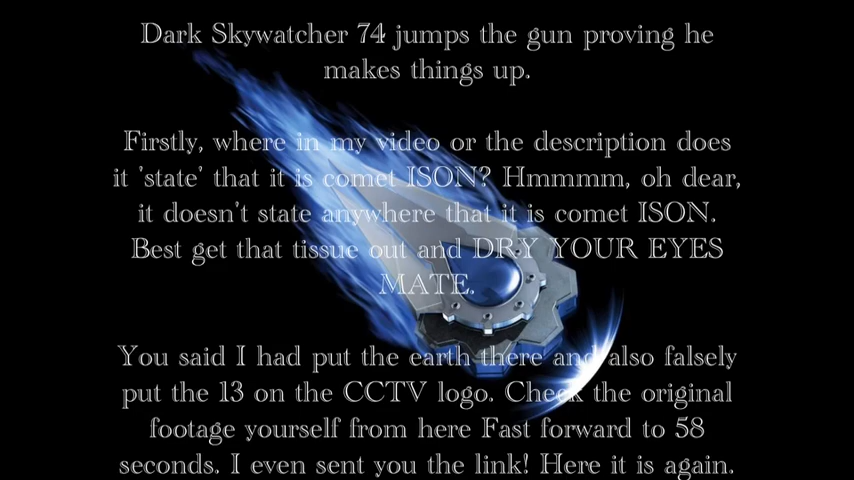 Dark Skywatcher 74 jumps the gun proving he
makes things up.
Firstly, where in my video or the description does
it 'state' that it is comet ISON? Hmmmm, oh dear,
it doesn't state anywhere that it is comet ISON.
Best get that tissue out and DRY YOUR EYES
MATE.
You said I had put the earth there and also falsely
put the 13 on the CCTV logo. Check the original
footage yourself from here Fast forward to 58
seconds. I even sent you the link! Here it is again.